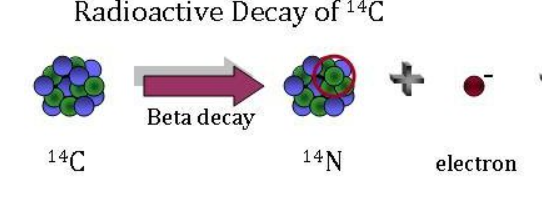 Radioactive Decay of ¹⁴C
Beta decay
¹⁴C
¹⁴N
electron